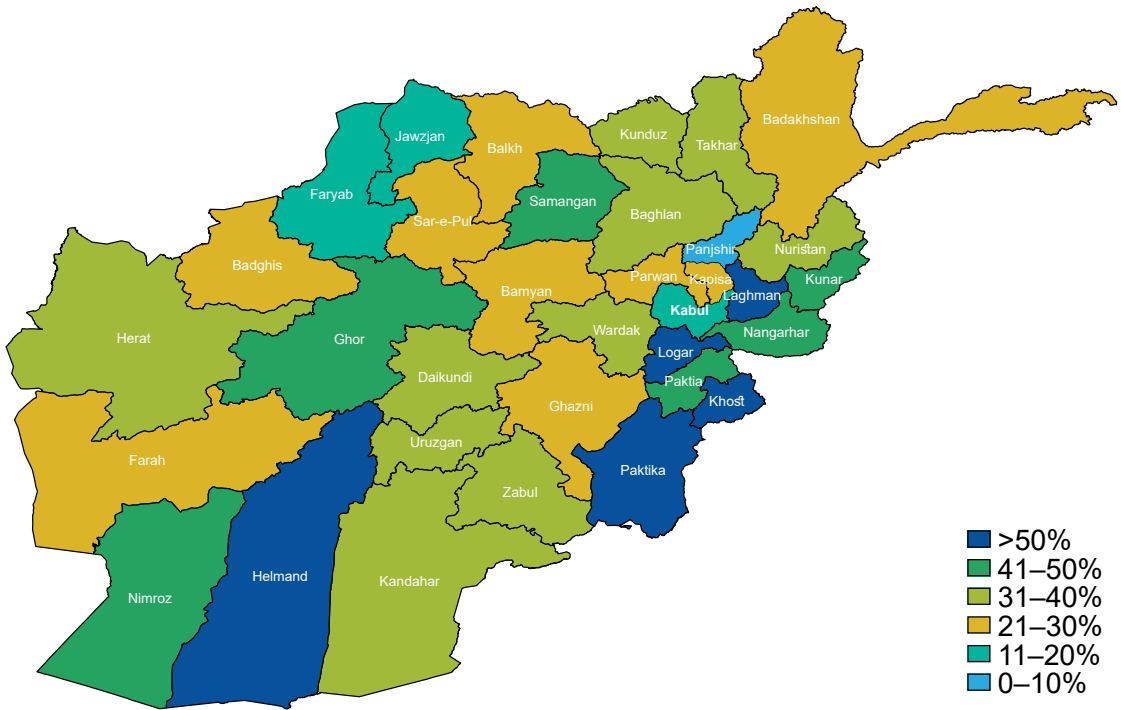 Badakhshan
Jawzjan
Kunduz
Takhar
Balkh
Faryab
Samangan
Sar-e-Pul
Baghlan
Panjshir
Nuristan
Badghis
Parwan
Kapisa
Kunar
Bamyan
Laghman
Kabul
Herat
Ghor
Wardak
Nangarhar
Logar
Daikundi
Paktia
Khost
Ghazni
Uruzgan
Farah
Paktika
Zabul
Helmand
Kandahar
Nimroz
>50%
41–50%
31–40%
21–30%
11–20%
0–10%